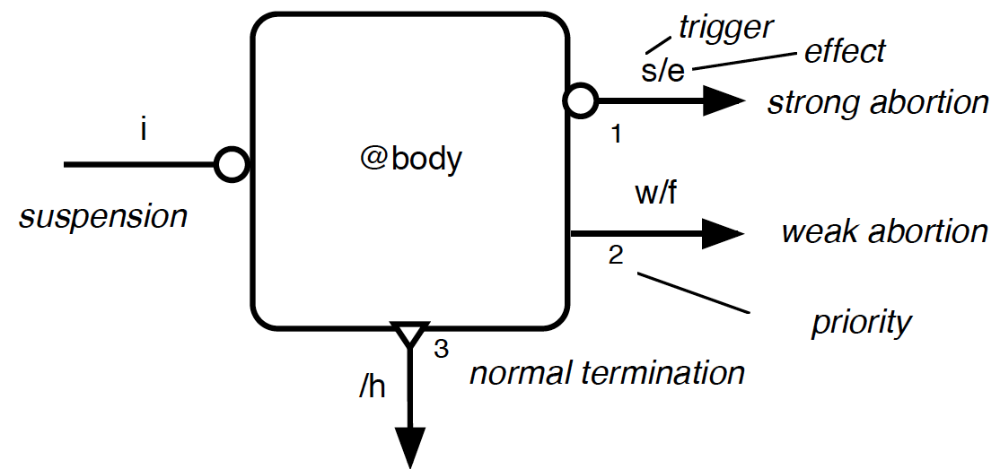 trigger
s/e
effect
strong abortion
1
i
@body
suspension
w/f
weak abortion
2
priority
3
normal termination
/h